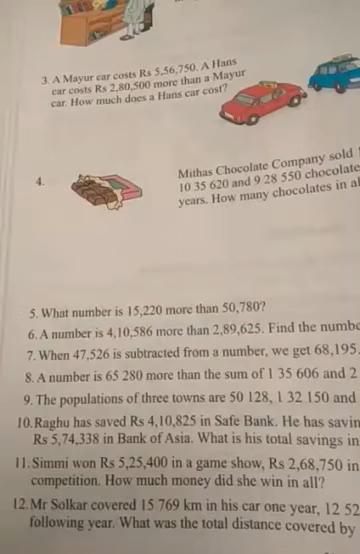 3. A Mayur car costs Rs 5,56,750. A Hans
car costs Rs 2,80,500 more than a Mayur
car. How much does a Hans car cost?
4.
Mithas Chocolate Company sold
10 35 620 and 9 28 550 chocolate
years. How many chocolates in
5. What number is 15,220 more than 50,780?
6. A number is 4,10,586 more than 2,89,625. Find the
7. When 47,526 is subtracted from a number, we get 68,195.
8. A number is 65 280 more than the sum of 1 35 606 and 2
9. The populations of three towns are 50 128, 1 32 150 and
10. Raghu has saved Rs 4,10,825 in Safe Bank. He has
Rs 5,74,338 in Bank of Asia. What is his total savings in
11. Simmi won Rs 5,25,400 in a game show, Rs 2,68,750 in
competition. How much money did she win in all?
12. Mr Solkar covered 15 769 km in his car one year, 12 52
following year. What was the total distance covered by